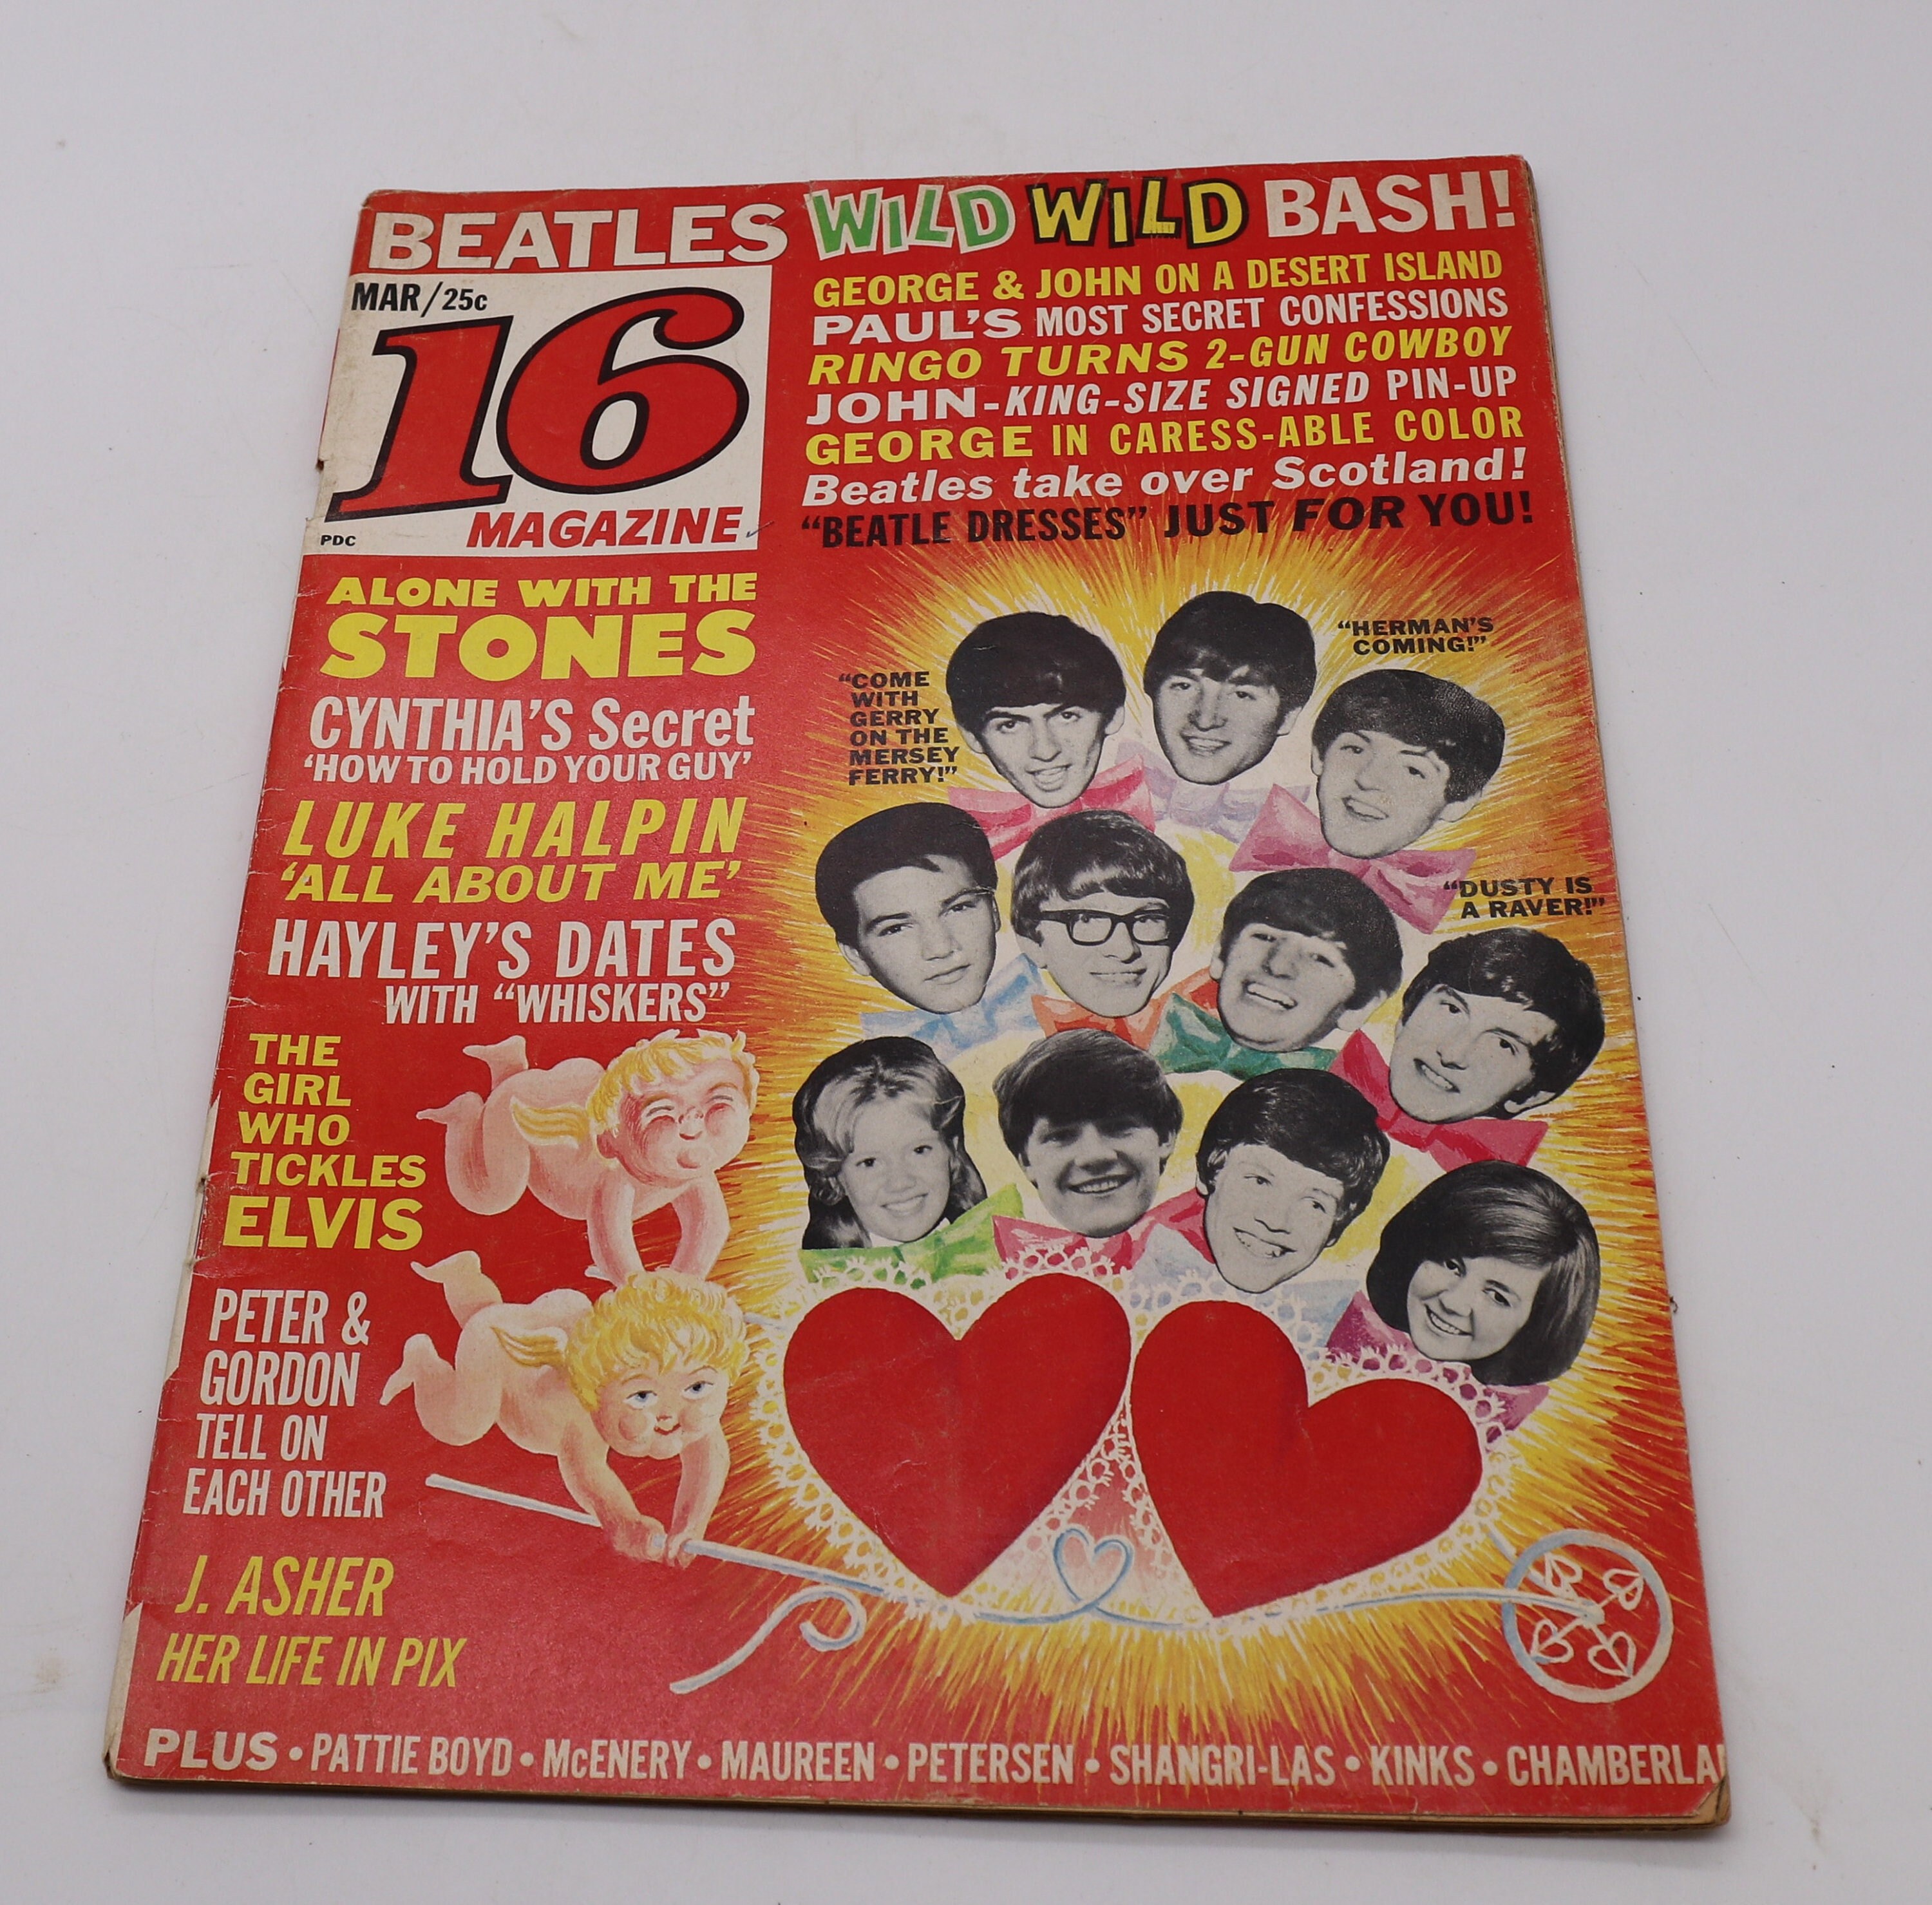 BEATLES WILD WILD BASH!
MAR/25c
16
MAGAZINE
PDC
GEORGE & JOHN ON A DESERT ISLAND
PAUL'S MOST SECRET CONFESSIONS
RINGO TURNS 2-GUN COWBOY
JOHN-KING-SIZE SIGNED PIN-UP
GEORGE IN CARESS-ABLE COLOR
Beatles take over Scotland!
"BEATLE DRESSES" JUST FOR YOU!
ALONE WITH THE
STONES
CYNTHIA'S Secret
'HOW TO HOLD YOUR GUY'
LUKE HALPIN
'ALL ABOUT ME'
HAYLEY'S DATES
WITH "WHISKERS"
THE
GIRL
WHO
TICKLES
ELVIS
PETER &
GORDON
TELL ON
EACH OTHER
J. ASHER
HER LIFE IN PIX
"COME
WITH
GERRY
ON THE
MERSEY
FERRY!"
"HERMAN'S
COMING!"
"DUSTY IS
A RAVER!"
PLUS • PATTIE BOYD • McENERY • MAUREEN • PETERSEN • SHANGRI-LAS • KINKS • CHAMBERLA